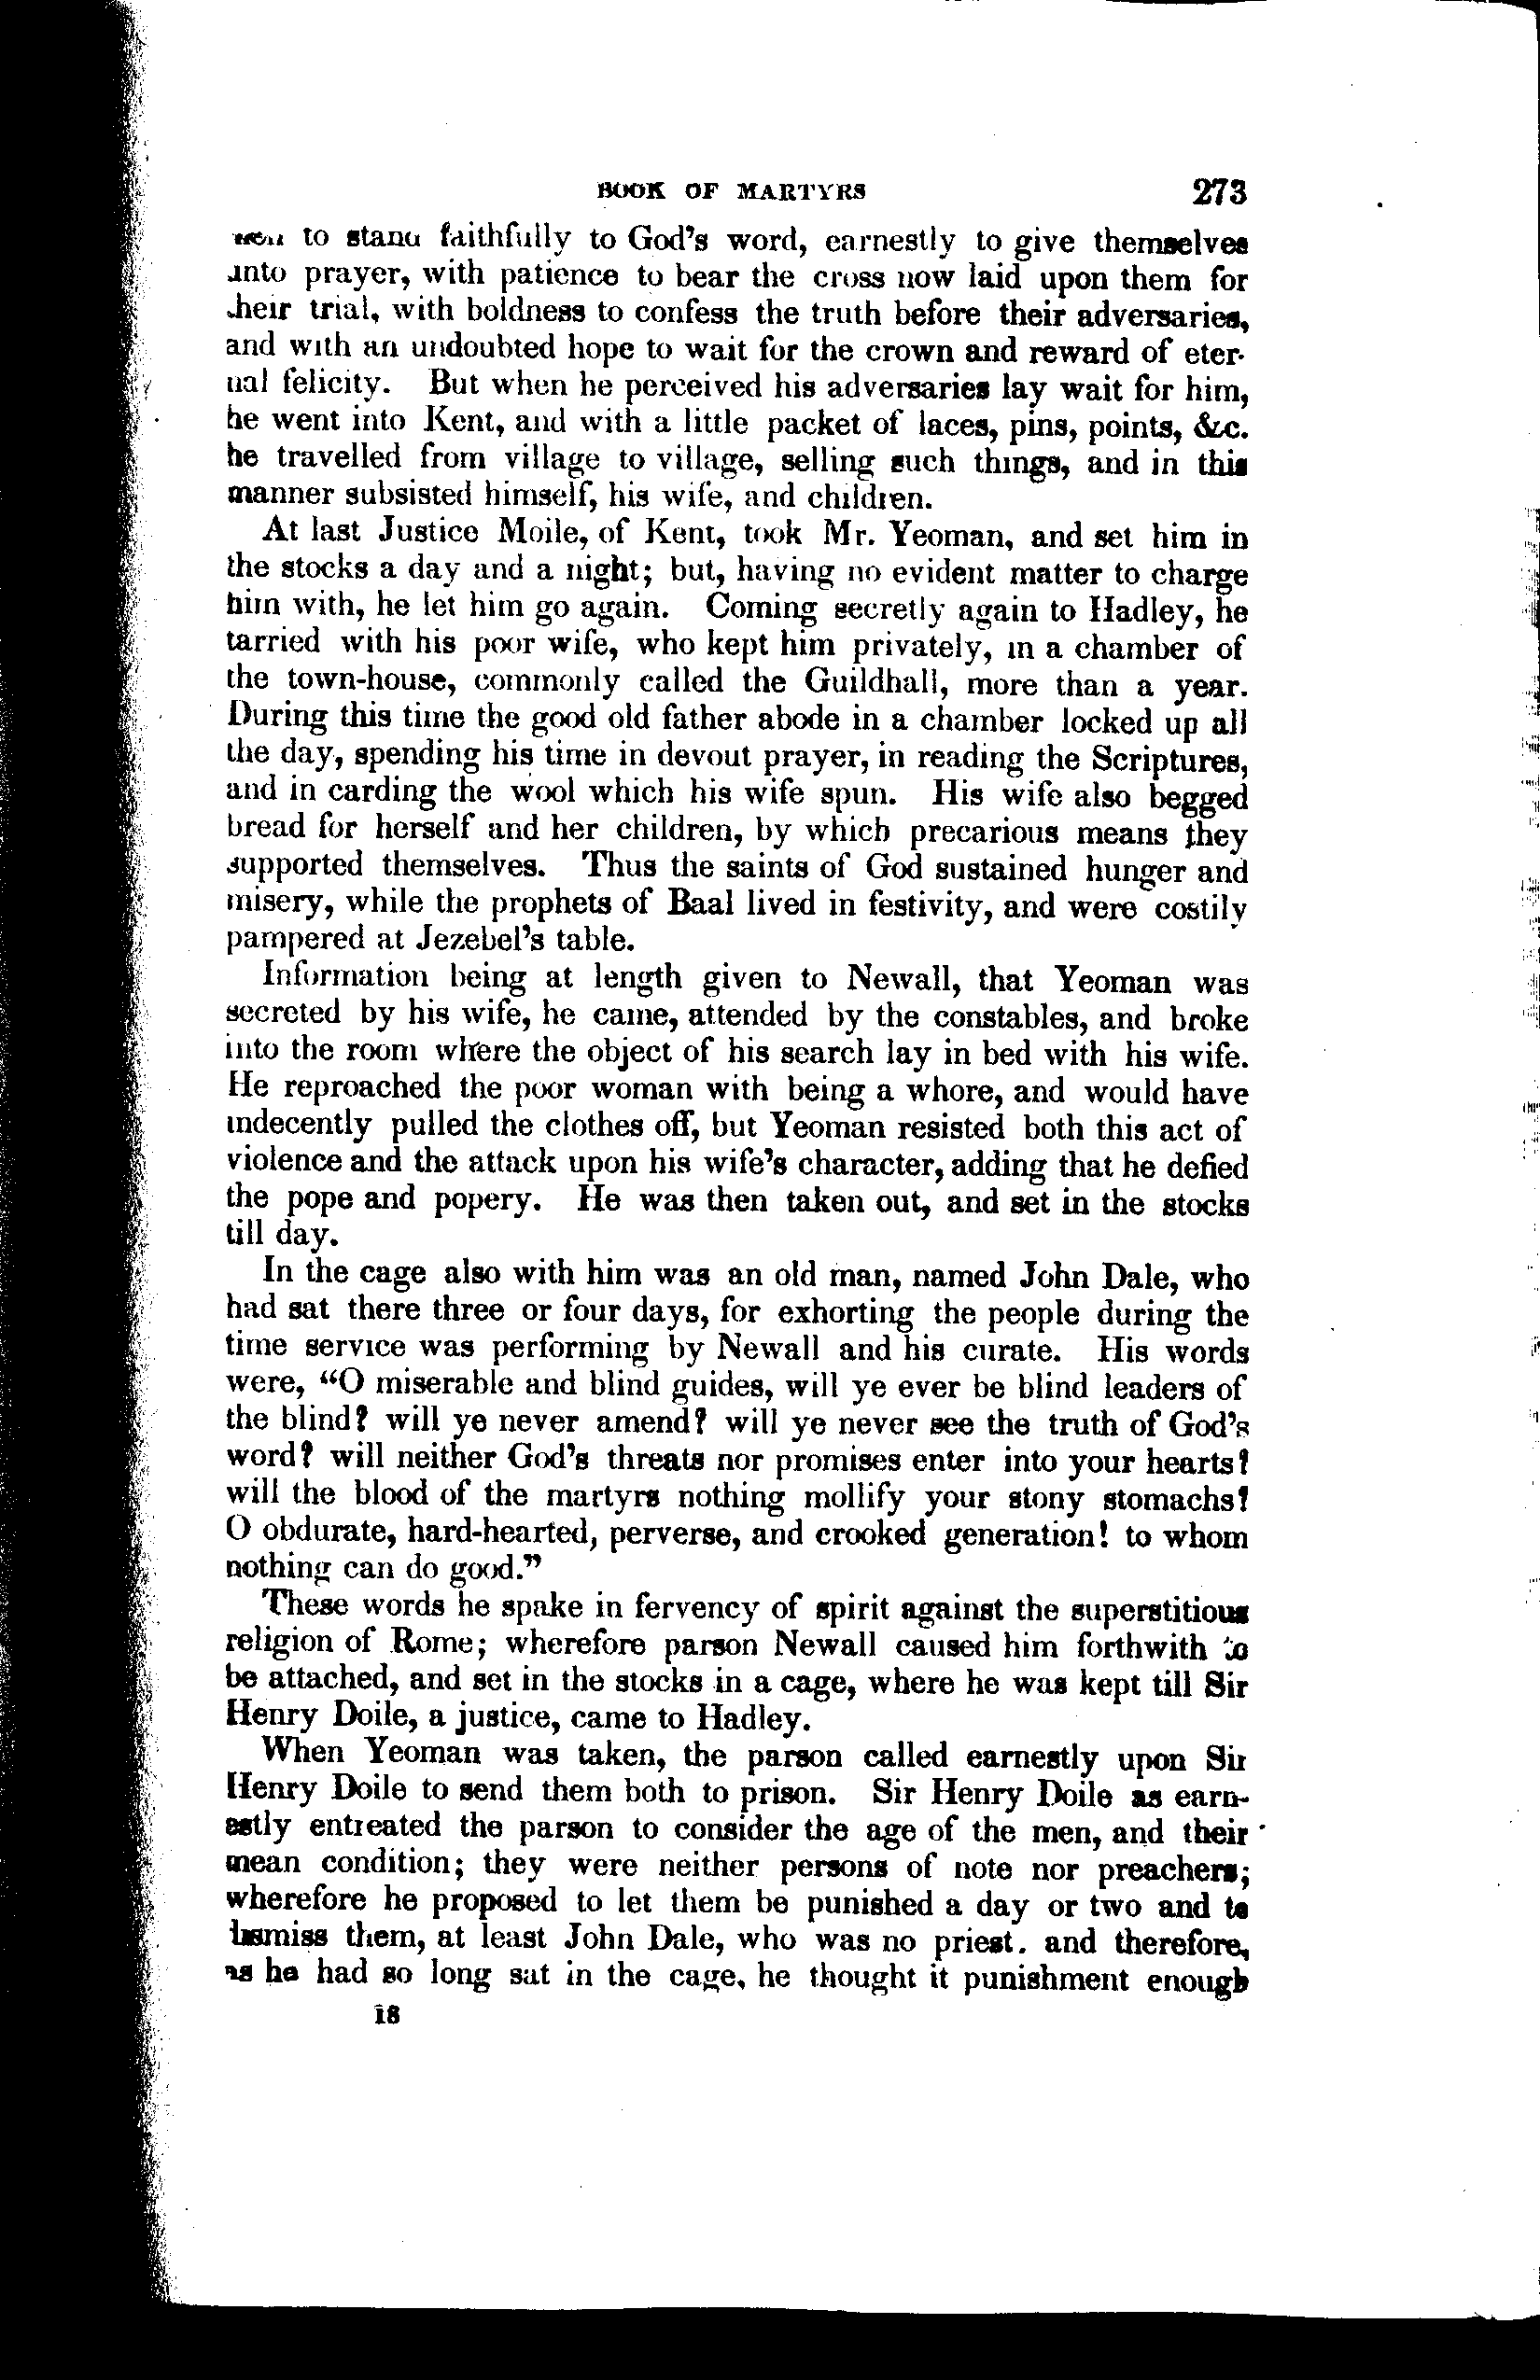 BOOK OF MARTYRS 273
to stand faithfully to God's word, earnestly to give themselves
unto prayer, with patience to bear the cross now laid upon them for
their trial, with boldness to confess the truth before their adversaries,
and with an undoubted hope to wait for the crown and reward of eter-
nal felicity. But when he perceived his adversaries lay wait for him,
he went into Kent, and with a little packet of laces, pins, points, &c.
he travelled from village to village, selling such things, and in this
manner subsisted himself, his wife, and children.
At last Justice Moile, of Kent, took Mr. Yeoman, and set him in
the stocks a day and a night; but, having no evident matter to charge
him with, he let him go again. Coming secretly again to Hadley, he
tarried with his poor wife, who kept him privately, in a chamber of
the town-house, commonly called the Guildhall, more than a year.
During this time the good old father abode in a chamber locked up all
the day, spending his time in devout prayer, in reading the Scriptures,
and in carding the wool which his wife spun. His wife also begged
bread for herself and her children, by which precarious means they
supported themselves. Thus the saints of God sustained hunger and
misery, while the prophets of Baal lived in festivity, and were costily
pampered at Jezebel's table.
Information being at length given to Newall, that Yeoman was
secreted by his wife, he came, attended by the constables, and broke
into the room where the object of his search lay in bed with his wife.
He reproached the poor woman with being a whore, and would have
indecently pulled the clothes off, but Yeoman resisted both this act of
violence and the attack upon his wife's character, adding that he defied
the pope and popery. He was then taken out, and set in the stocks
till day.
In the cage also with him was an old man, named John Dale, who
had sat there three or four days, for exhorting the people during the
time service was performing by Newall and his curate. His words
were, “O miserable and blind guides, will ye ever be blind leaders of
the blind? will ye never amend? will ye never see the truth of God's
word? will neither God's threats nor promises enter into your hearts?
will the blood of the martyrs nothing mollify your stony stomachs?
O obdurate, hard-hearted, perverse, and crooked generation! to whom
nothing can do good.”
These words he spake in fervency of spirit against the superstitious
religion of Rome; wherefore parson Newall caused him forthwith to
be attached, and set in the stocks in a cage, where he was kept till Sir
Henry Doile, a justice, came to Hadley.
When Yeoman was taken, the parson called earnestly upon Sir
Henry Doile to send them both to prison. Sir Henry Doile as earn-
estly entreated the parson to consider the age of the men, and their
mean condition; they were neither persons of note nor preachers;
wherefore he proposed to let them be punished a day or two and to
dismiss them, at least John Dale, who was no priest, and therefore,
as he had so long sat in the cage, he thought it punishment enough
18